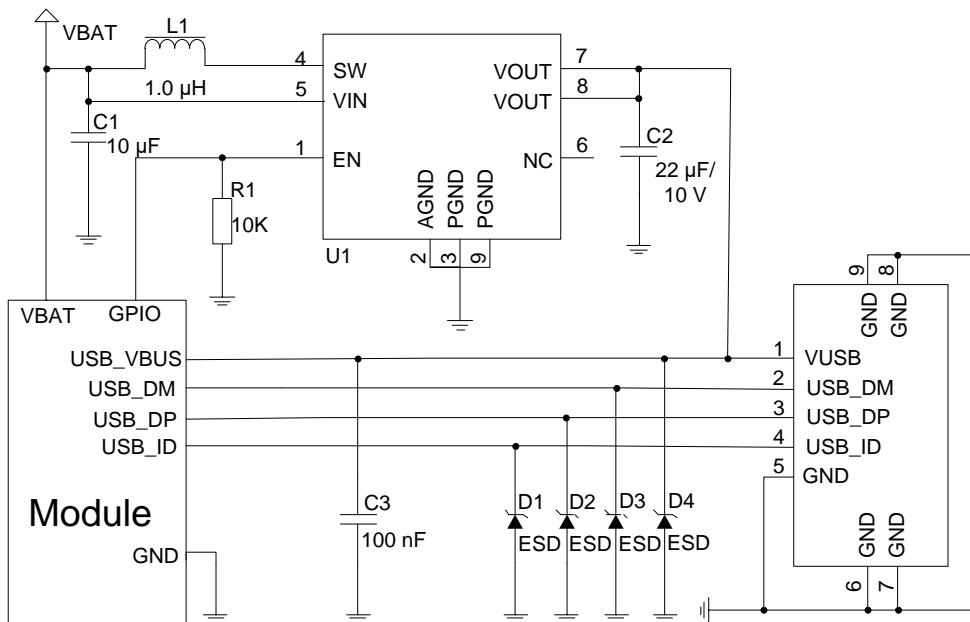 VBAT
L1
1.0 µH
C1
10 µF
4
5
1
SW
VIN
EN
VOUT
VOUT
NC
7
8
6
AGND
PGND
PGND
2
3
9
U1
R1
10K
C2
22 µF/
10 V
VBAT
GPIO
USB_VBUS
USB_DM
USB_DP
USB_ID
Module
GND
C3
100 nF
D1
ESD
D2
ESD
D3
ESD
D4
ESD
9
8
GND
GND
1
2
3
4
5
VUSB
USB_DM
USB_DP
USB_ID
GND
GND
GND
6
7